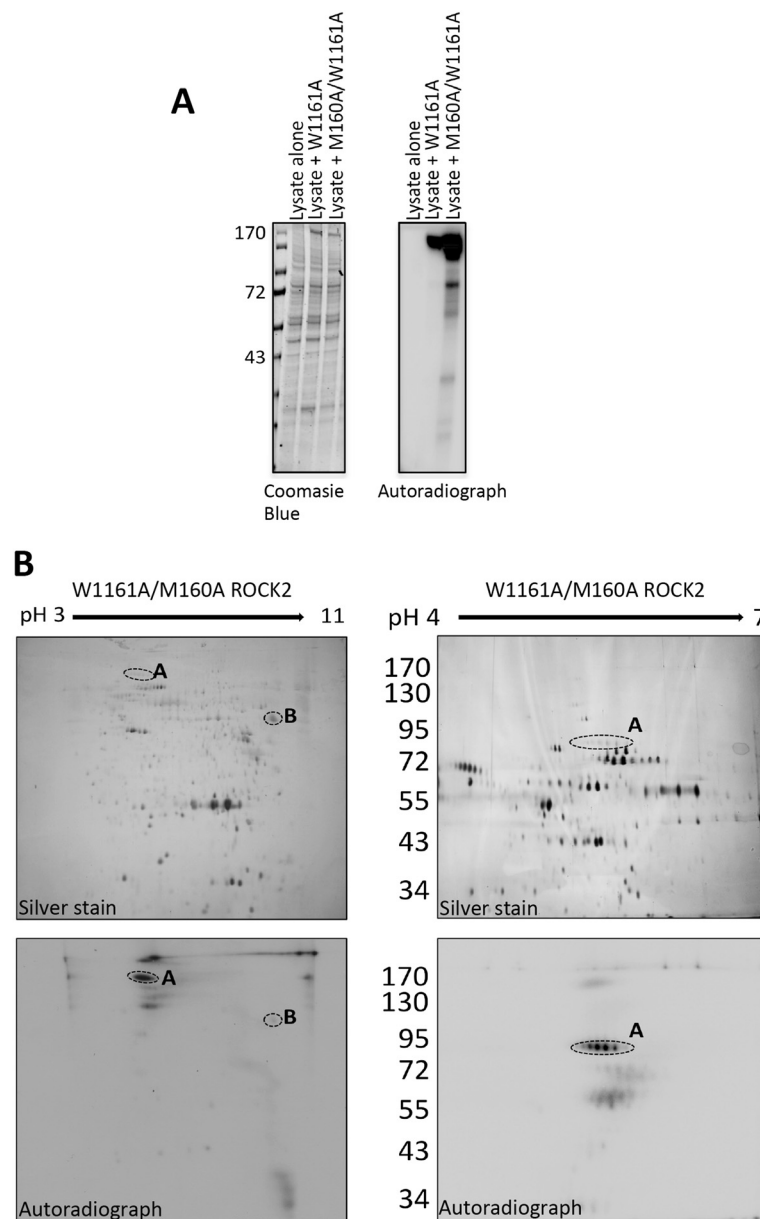 A
Lysate alone
Lysate + W1161A
Lysate + M160A/W1161A
Lysate alone
Lysate + W1161A
Lysate + M160A/W1161A
170
72
43
Coomasie
Blue
Autoradiograph
B
W1161A/M160A ROCK2
pH 3
11
A
B
Silver stain
A
B
Autoradiograph
W1161A/M160A ROCK2
pH 4
7
170
130
95
72
55
43
34
A
Silver stain
170
130
95
72
55
43
34
A
Autoradiograph